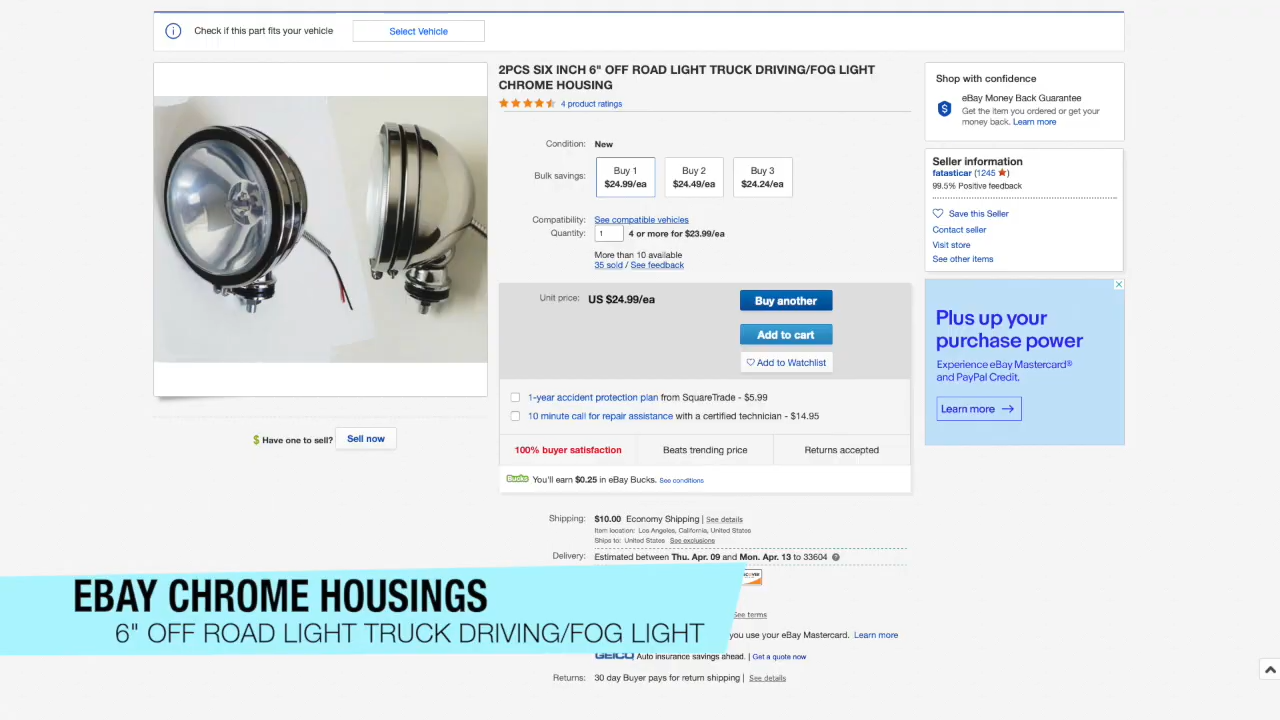 Check if this part fits your vehicle
Select Vehicle
2PCS SIX INCH 6" OFF ROAD LIGHT TRUCK DRIVING/FOG LIGHT
CHROME HOUSING
4 product ratings
Condition: New
Bulk savings:
Buy 1
$24.99/ea
Buy 2
$24.49/ea
Buy 3
$24.24/ea
Compatibility: See compatible vehicles
Quantity: 1 4 or more for $23.99/ea
More than 10 available
35 sold / See feedback
Unit price: US $24.99/ea
Buy another
Add to cart
Add to Watchlist
1-year accident protection plan from SquareTrade - $5.99
10 minute call for repair assistance with a certified technician - $14.95
100% buyer satisfaction
Beats trending price
Returns accepted
Bucks You'll earn $0.25 in eBay Bucks. See conditions
Shipping: $10.00 Economy Shipping | See details
Item location: Los Angeles, California, United States
Ships to: United States See exclusions
Delivery: Estimated between Thu. Apr. 09 and Mon. Apr. 13 to 33604
See terms
you use your eBay Mastercard. Learn more
GEICO Auto insurance savings ahead. | Get a quote now
Returns: 30 day Buyer pays for return shipping | See details
$ Have one to sell? Sell now
Shop with confidence
eBay Money Back Guarantee
Get the item you ordered or get your
money back. Learn more
Seller information
fatasticar (1245)
99.5% Positive feedback
Save this Seller
Contact seller
Visit store
See other items
Plus up your
purchase power
Experience eBay Mastercard®
and PayPal Credit.
Learn more
EBAY CHROME HOUSINGS
6" OFF ROAD LIGHT TRUCK DRIVING/FOG LIGHT